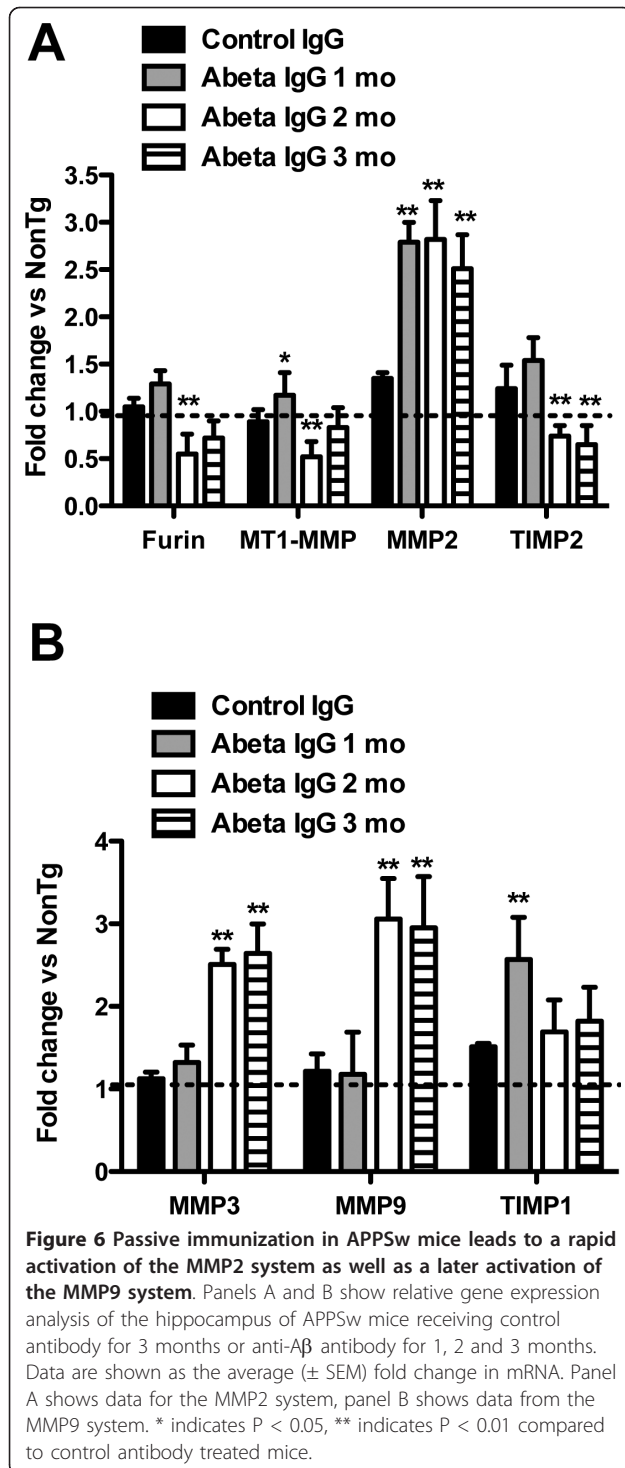 A
Control IgG
Abeta IgG 1 mo
Abeta IgG 2 mo
Abeta IgG 3 mo
Fold change vs NonTg
3.5
3.0
2.5
2.0
1.5
1.0
0.5
0.0
** ** **
* **
**
** **
Furin MT1-MMP MMP2 TIMP2
B
Control IgG
Abeta IgG 1 mo
Abeta IgG 2 mo
Abeta IgG 3 mo
Fold change vs NonTg
4
3
2
1
0
** ** ** ** **
MMP3 MMP9 TIMP1
Figure 6 Passive immunization in APPSw mice leads to a rapid
activation of the MMP2 system as well as a later activation of
the MMP9 system. Panels A and B show relative gene expression
analysis of the hippocampus of APPSw mice receiving control
antibody for 3 months or anti-Aβ antibody for 1, 2 and 3 months.
Data are shown as the average (± SEM) fold change in mRNA. Panel
A shows data for the MMP2 system, panel B shows data from the
MMP9 system. * indicates P < 0.05, ** indicates P < 0.01 compared
to control antibody treated mice.